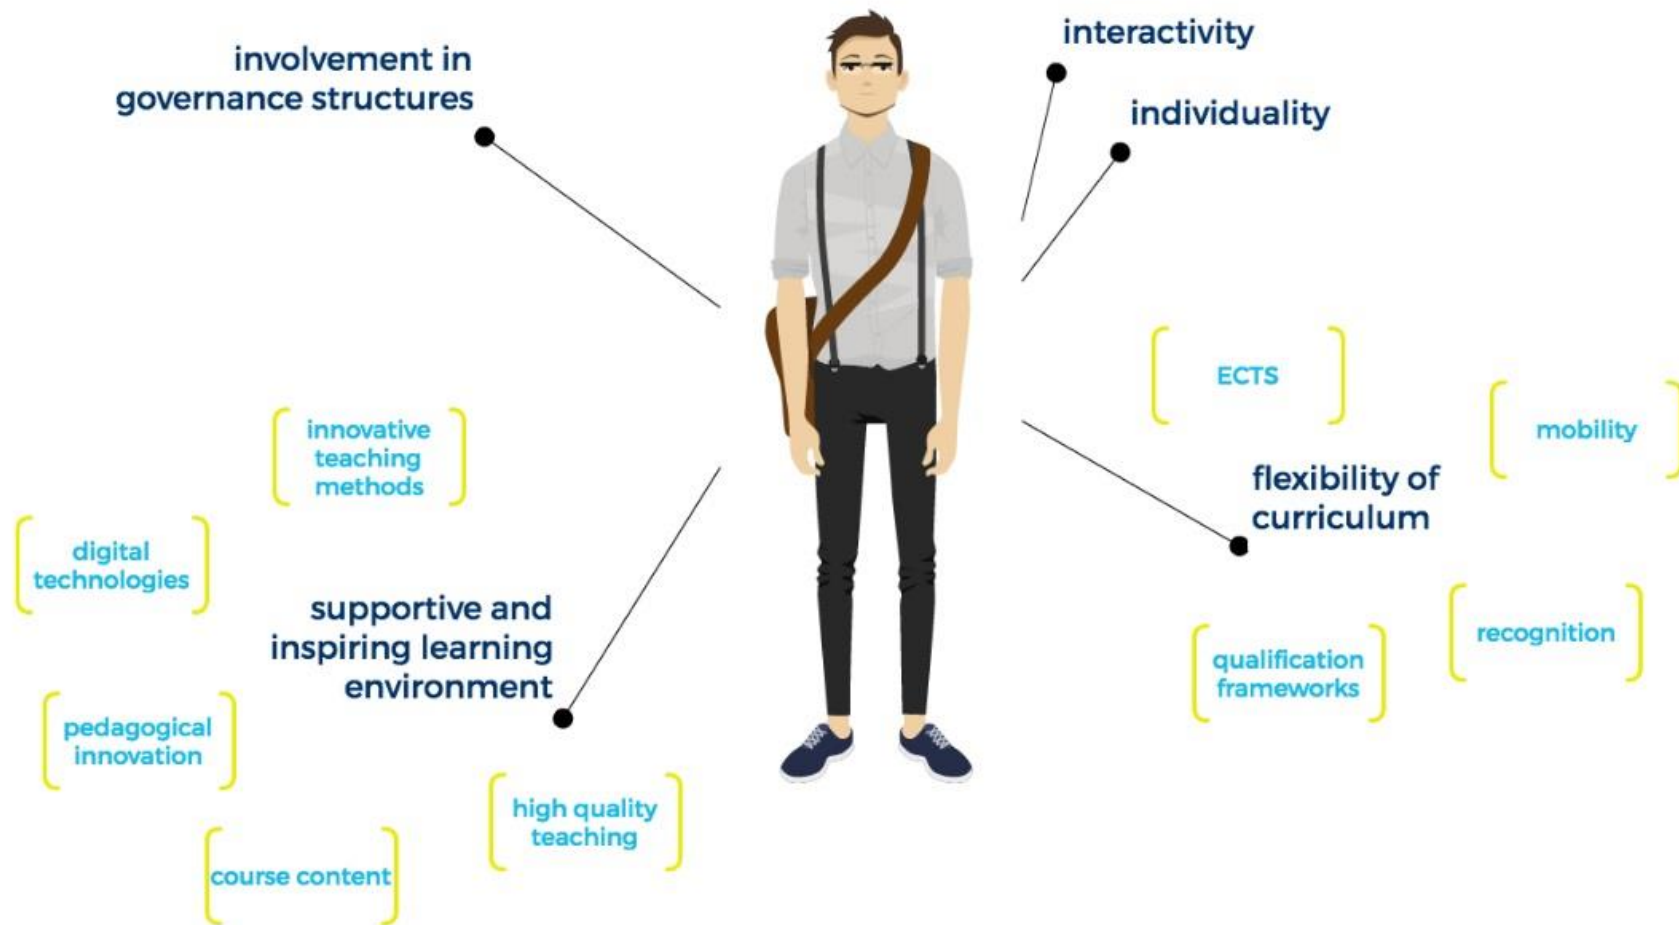 involvement in
governance structures
interactivity
individuality
ECTS
mobility
flexibility of
curriculum
recognition
qualification
frameworks
innovative
teaching
methods
digital
technologies
supportive and
inspiring learning
environment
pedagogical
innovation
high quality
teaching
course content